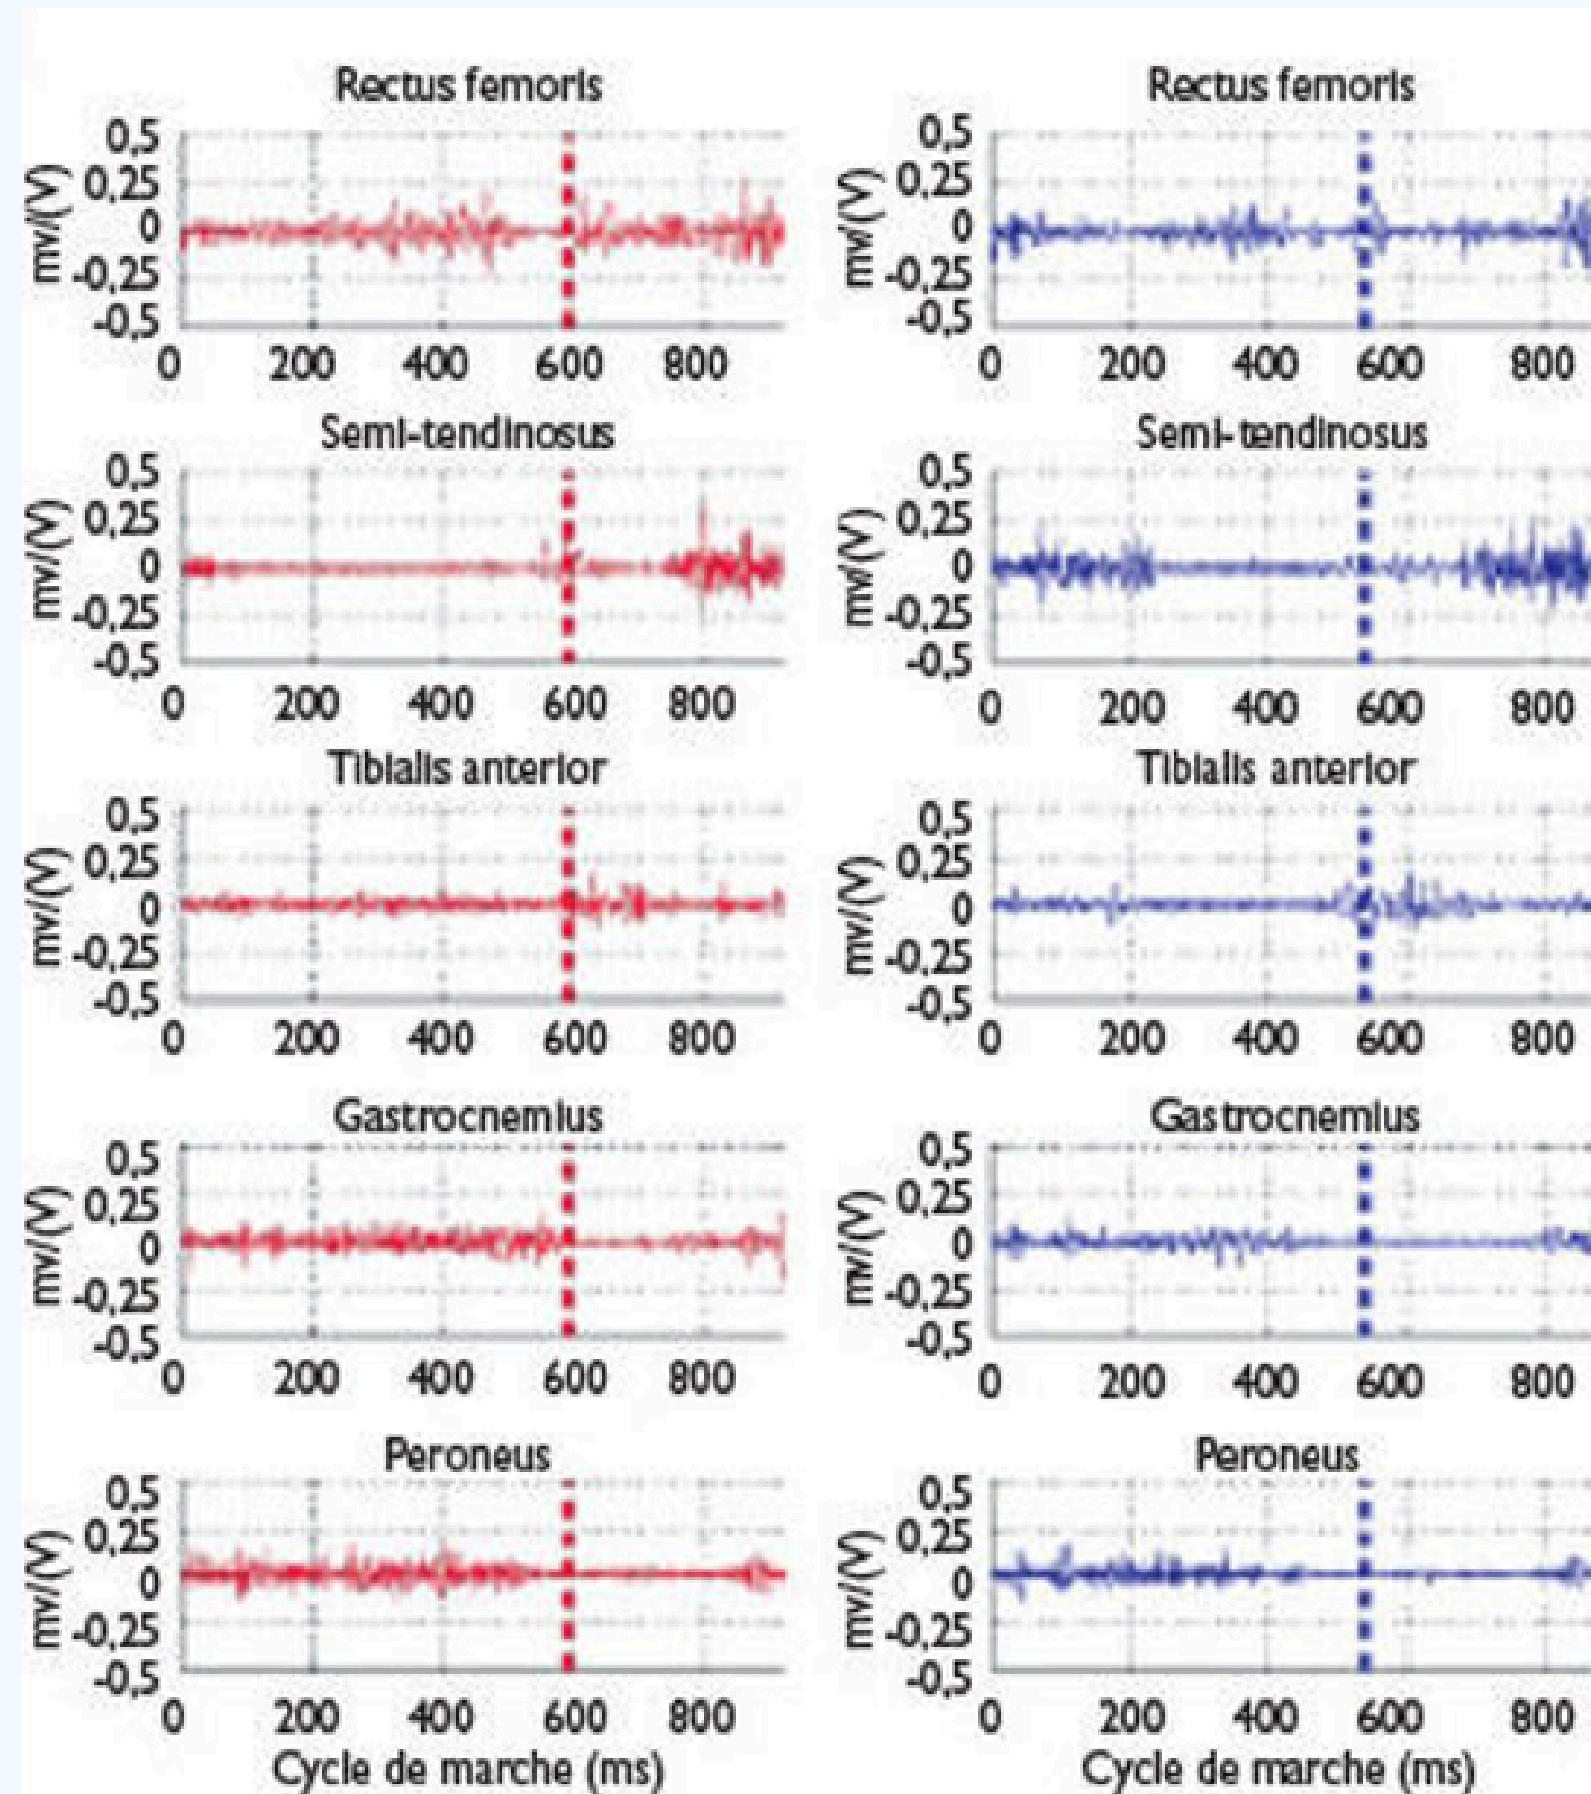 Rectus femoris Rectus femoris
mv/(V) 0,5 0,25 0 -0,25 -0,5 mv/(V) 0,5 0,25 0 -0,25 -0,5
0 200 400 600 800 0 200 400 600 800
Semi-tendinosus Semi-tendinosus
mv/(V) 0,5 0,25 0 -0,25 -0,5 mv/(V) 0,5 0,25 0 -0,25 -0,5
0 200 400 600 800 0 200 400 600 800
Tibialis anterior Tibialis anterior
mv/(V) 0,5 0,25 0 -0,25 -0,5 mv/(V) 0,5 0,25 0 -0,25 -0,5
0 200 400 600 800 0 200 400 600 800
Gastrocnemius Gastrocnemius
mv/(V) 0,5 0,25 0 -0,25 -0,5 mv/(V) 0,5 0,25 0 -0,25 -0,5
0 200 400 600 800 0 200 400 600 800
Peroneus Peroneus
mv/(V) 0,5 0,25 0 -0,25 -0,5 mv/(V) 0,5 0,25 0 -0,25 -0,5
0 200 400 600 800 0 200 400 600 800
Cycle de marche (ms) Cycle de marche (ms)